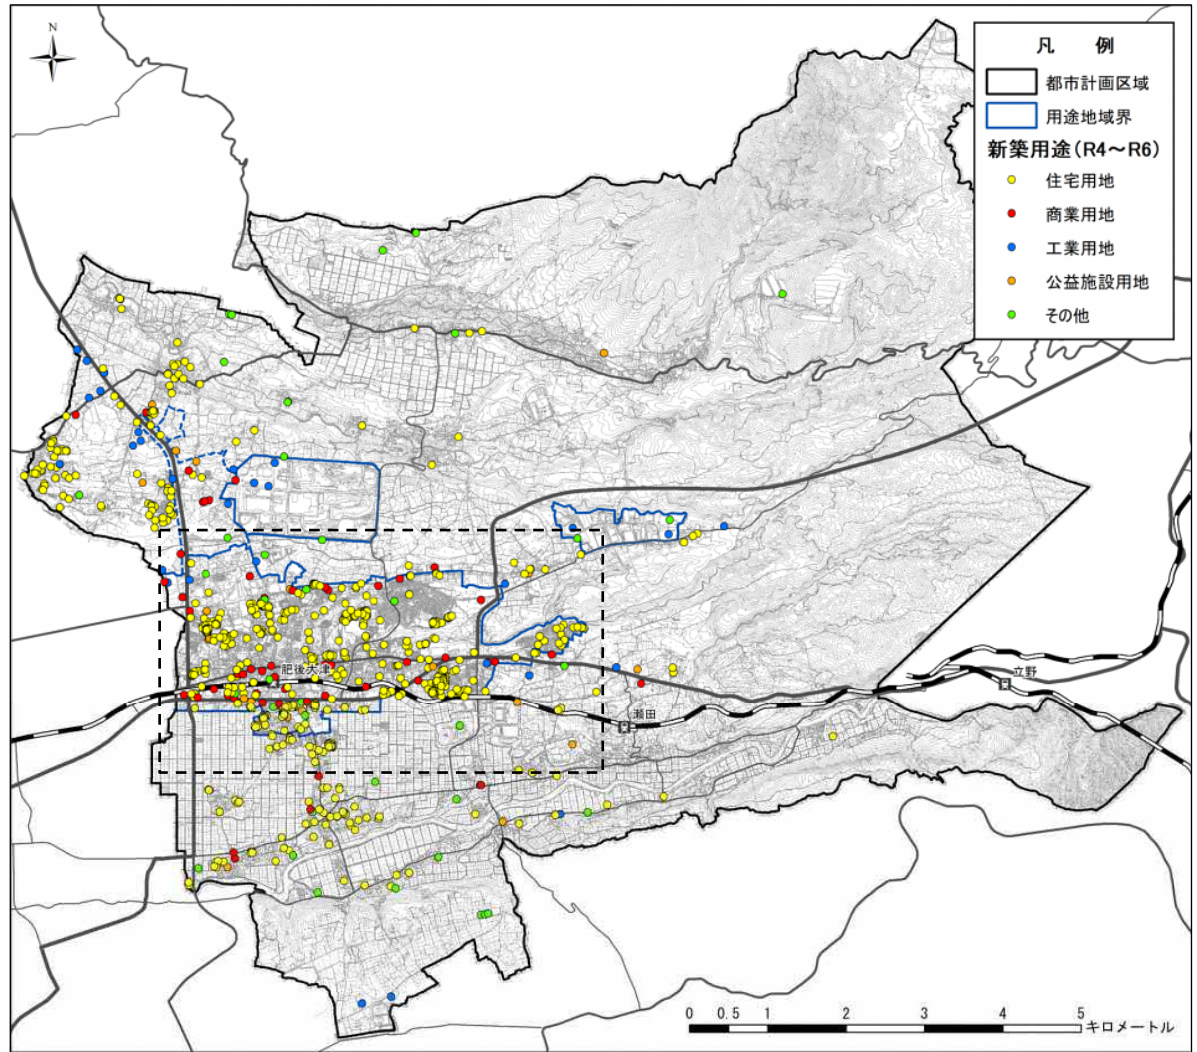 N
凡 例
都市計画区域
用途地域界
新築用途(R4～R6)
住宅用地
商業用地
工業用地
公益施設用地
その他
肥後大津
瀬田
立野
0 0.5 1 2 3 4 5
キロメートル